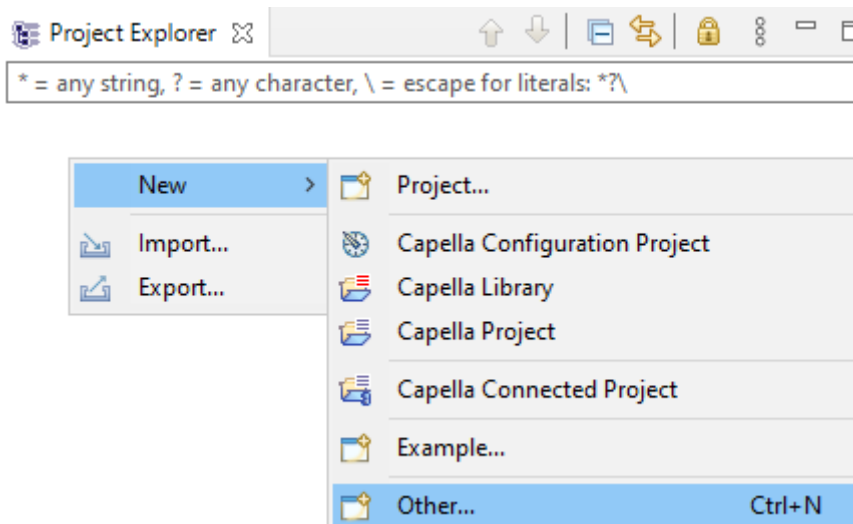 Project Explorer
* = any string, ? = any character, \ = escape for literals: *?\
New
Import...
Export...
Project...
Capella Configuration Project
Capella Library
Capella Project
Capella Connected Project
Example...
Other... Ctrl+N